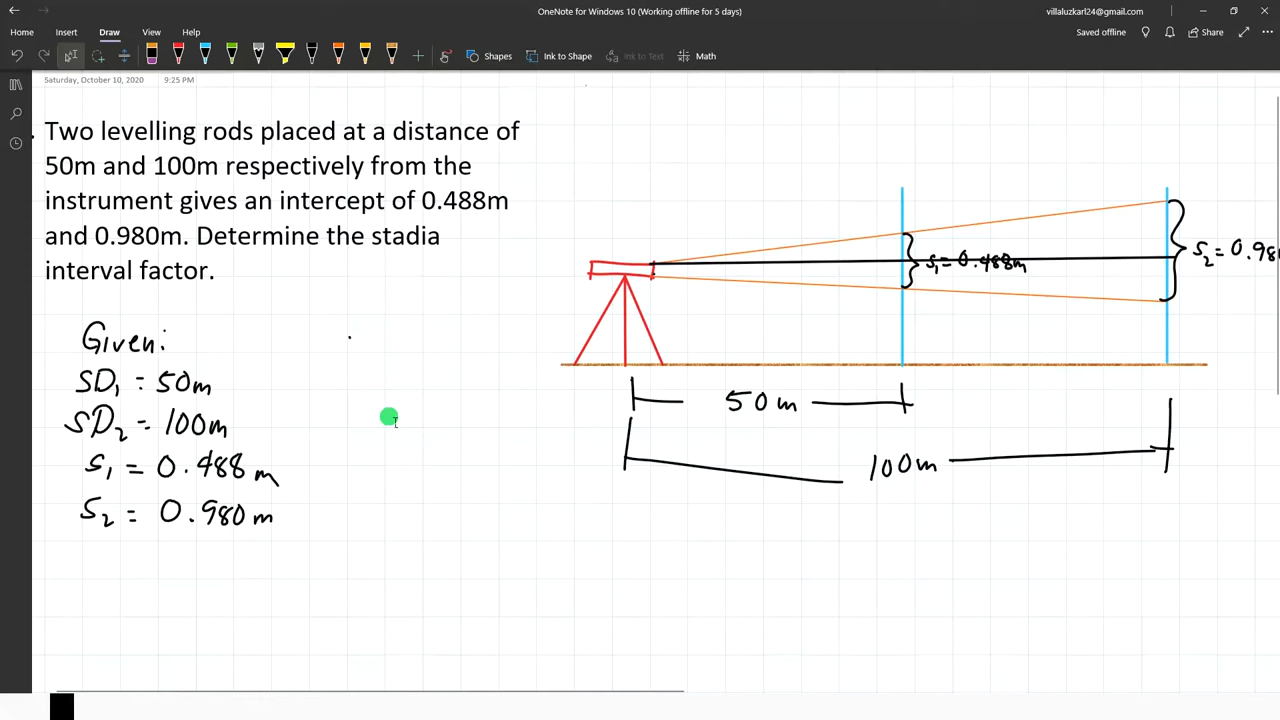 OneNote for Windows 10 (Working offline for 5 days)
villaluzkarl24@gmail.com
Home Insert Draw View Help
Saved offline
Share
Shapes
Ink to Shape
Ink to Text
Math
Saturday, October 10, 2020 9:25 PM
Two levelling rods placed at a distance of
50m and 100m respectively from the
instrument gives an intercept of 0.488m
and 0.980m. Determine the stadia
interval factor.
Given:
SD₁ = 50m
SD₂ = 100m
S₁ = 0.488 m
S₂ = 0.980 m
S₁ = 0.488m
S₂ = 0.98
50m
100m